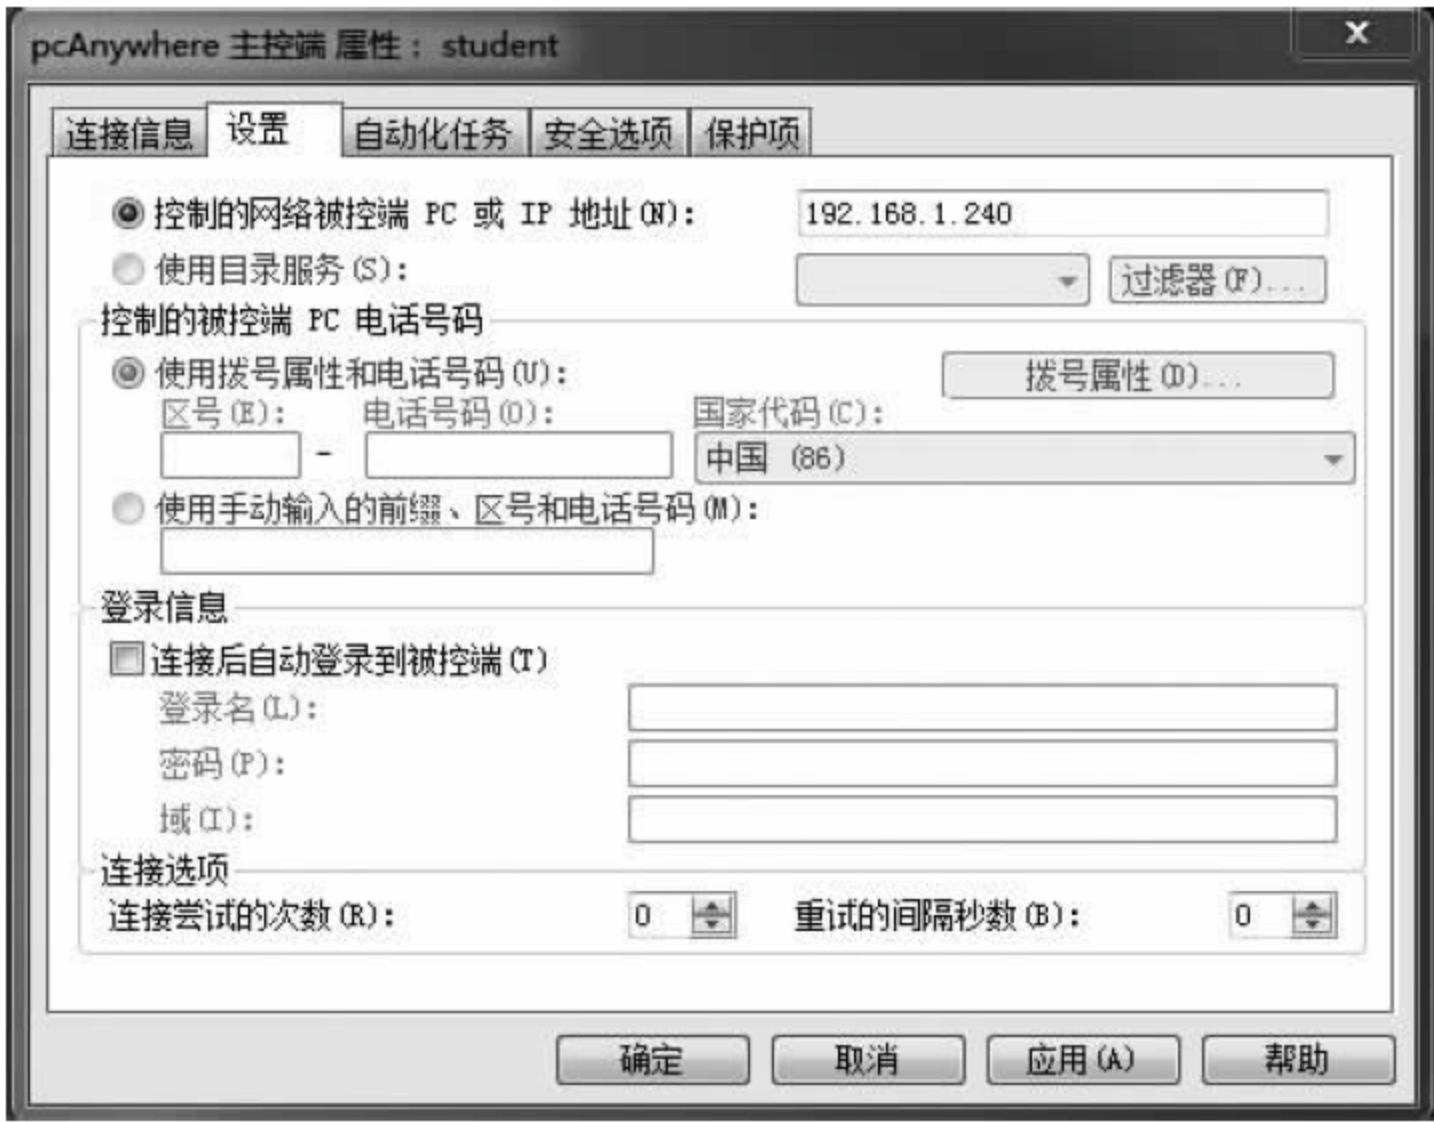 pcAnywhere 主控端 属性： student
X
连接信息 设置 自动化任务 安全选项 保护项
控制的网络被控端 PC 或 IP 地址(N)： 192.168.1.240
使用目录服务(S)： 过滤器(F)...
控制的被控端 PC 电话号码
使用拨号属性和电话号码(U)： 拨号属性(D)...
区号(E)： 电话号码(O)： 国家代码(C)：
- 中国 (86)
使用手动输入的前缀、区号和电话号码(M)：
登录信息
连接后自动登录到被控端(T)
登录名(L)：
密码(P)：
域(I)：
连接选项
连接尝试的次数(R)： 0 重试的间隔秒数(B)： 0
确定 取消 应用(A) 帮助